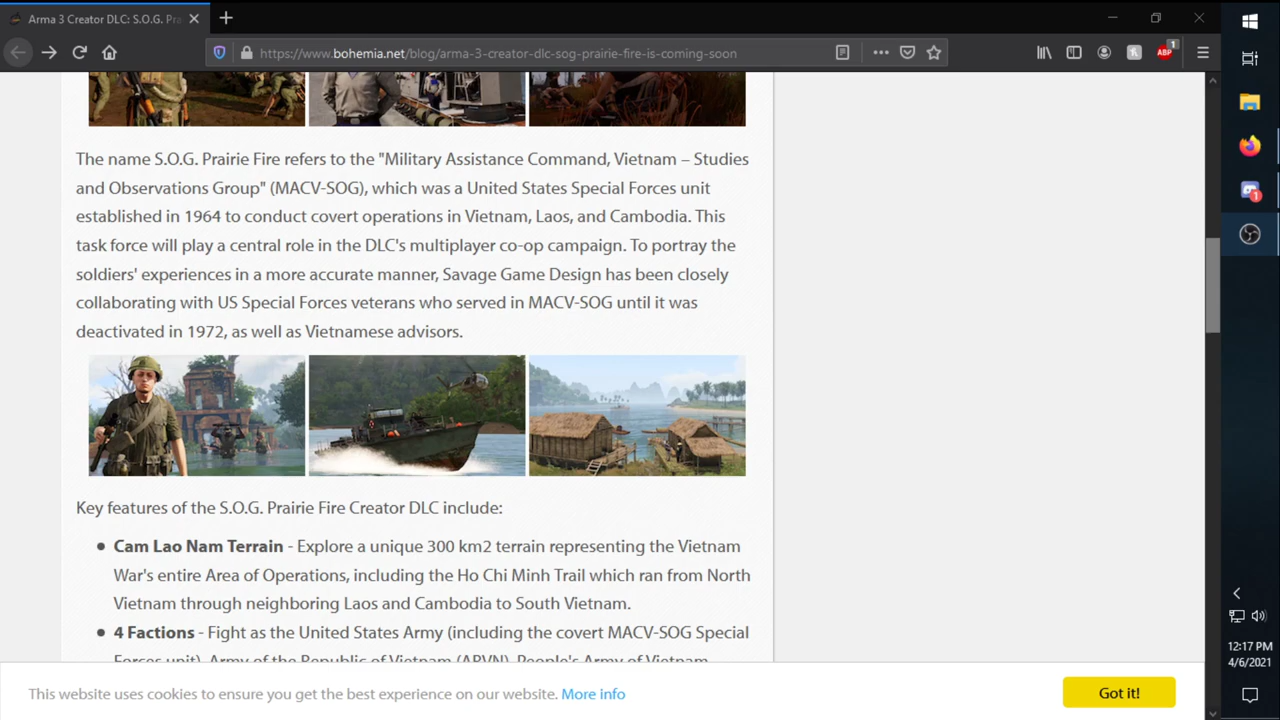 Arma 3 Creator DLC: S.O.G. Pra
https://www.bohemia.net/blog/arma-3-creator-dlc-sog-prairie-fire-is-coming-soon
ABP
1
The name S.O.G. Prairie Fire refers to the "Military Assistance Command, Vietnam – Studies
and Observations Group" (MACV-SOG), which was a United States Special Forces unit
established in 1964 to conduct covert operations in Vietnam, Laos, and Cambodia. This
task force will play a central role in the DLC's multiplayer co-op campaign. To portray the
soldiers' experiences in a more accurate manner, Savage Game Design has been closely
collaborating with US Special Forces veterans who served in MACV-SOG until it was
deactivated in 1972, as well as Vietnamese advisors.
Key features of the S.O.G. Prairie Fire Creator DLC include:
Cam Lao Nam Terrain - Explore a unique 300 km2 terrain representing the Vietnam
War's entire Area of Operations, including the Ho Chi Minh Trail which ran from North
Vietnam through neighboring Laos and Cambodia to South Vietnam.
4 Factions - Fight as the United States Army (including the covert MACV-SOG Special
Forces unit), Army of the Republic of Vietnam (ARVN), People's Army of Vietnam
This website uses cookies to ensure you get the best experience on our website. More info
Got it!
1
12:17 PM
4/6/2021